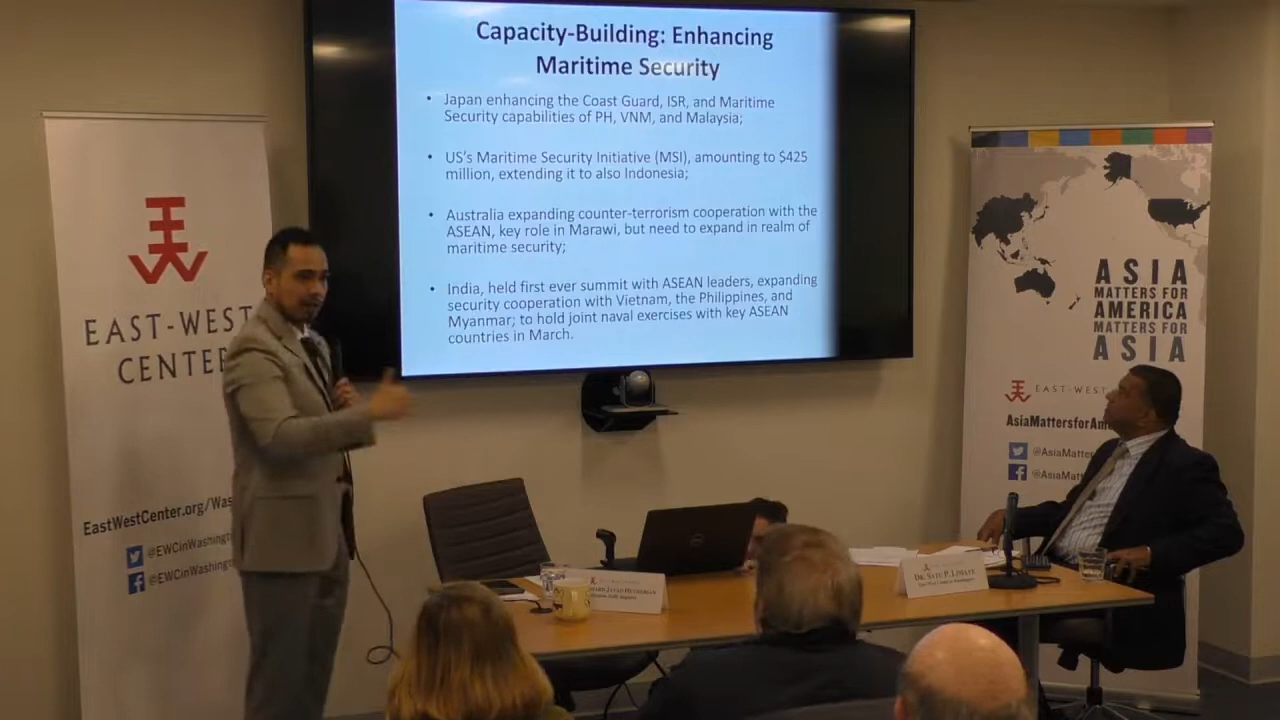 Capacity-Building: Enhancing
Maritime Security
• Japan enhancing the Coast Guard, ISR, and Maritime
Security capabilities of PH, VNM, and Malaysia;
• US's Maritime Security Initiative (MSI), amounting to $425
million, extending it to also Indonesia;
• Australia expanding counter-terrorism cooperation with the
ASEAN, key role in Marawi, but need to expand in realm of
maritime security;
• India, held first ever summit with ASEAN leaders, expanding
security cooperation with Vietnam, the Philippines, and
Myanmar; to hold joint naval exercises with key ASEAN
countries in March.
EAST-WEST
CENTER
EastWestCenter.org/Was
@EWCinWashingt
@EWCinWashingt
ASIA
MATTERS FOR
AMERICA
MATTERS FOR
ASIA
EAST-WEST
AsiaMattersforAm
@AsiaMatter
@AsiaMatt
DELL
JAVAD HEYDARIAN
DR. SATU P. LIMAYE